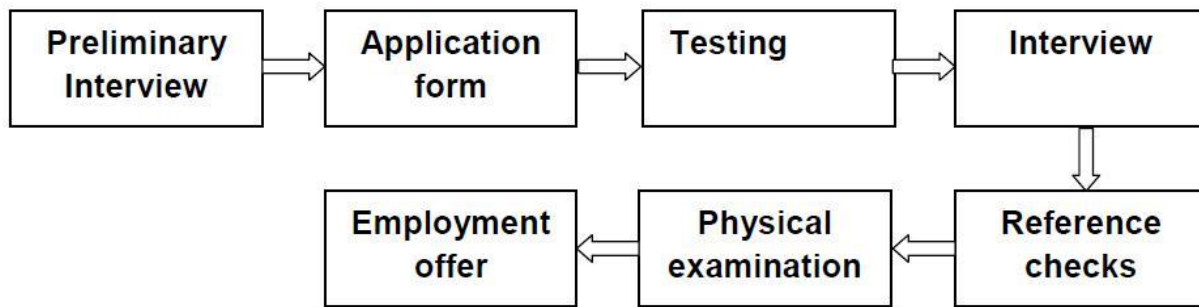 Preliminary
Interview
Application
form
Testing
Interview
Reference
checks
Physical
examination
Employment
offer